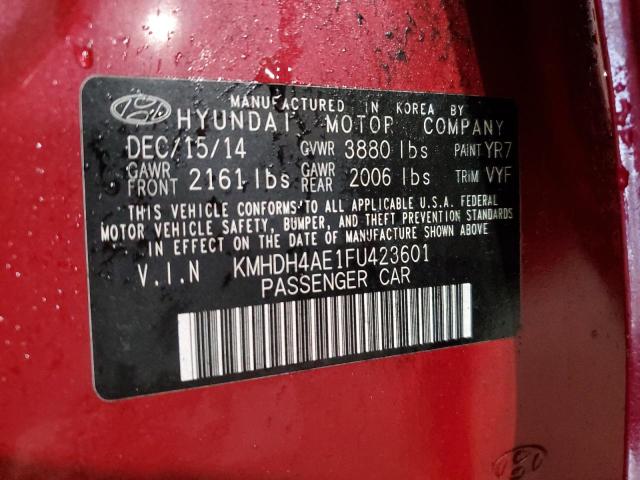 MANUFACTURED IN KOREA BY
HYUNDAI MOTOR COMPANY
DEC/15/14 GVWR 3880 lbs PAINT YR7
GAWR FRONT 2161 lbs GAWR REAR 2006 lbs TRIM VYF
THIS VEHICLE CONFORMS TO ALL APPLICABLE U.S.A. FEDERAL
MOTOR VEHICLE SAFETY, BUMPER, AND THEFT PREVENTION STANDARDS
IN EFFECT ON THE DATE OF MANUFACTURE SHOWN ABOVE.
V.I.N KMHDH4AE1FU423601
PASSENGER CAR